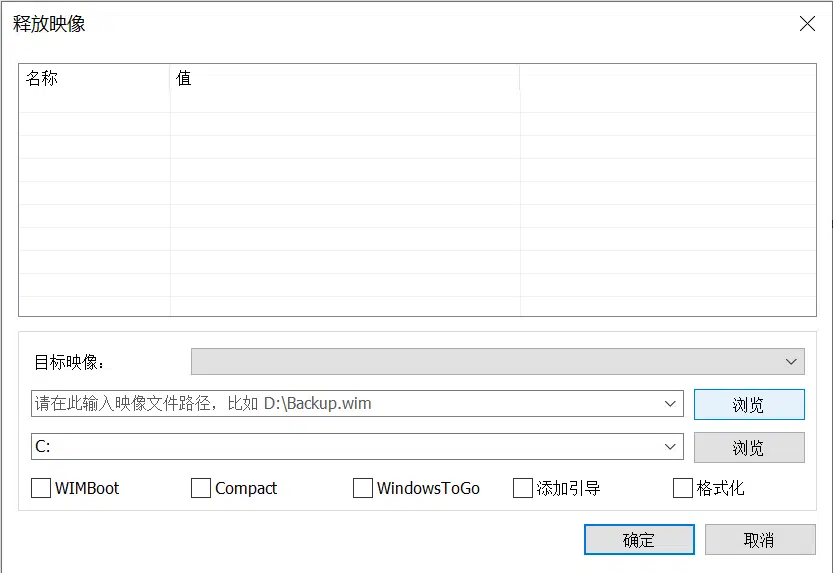 释放映像
名称 值
目标映像：
请在此输入映像文件路径，比如 D:\Backup.wim
浏览
C:
浏览
WIMBoot Compact WindowsToGo 添加引导 格式化
确定 取消